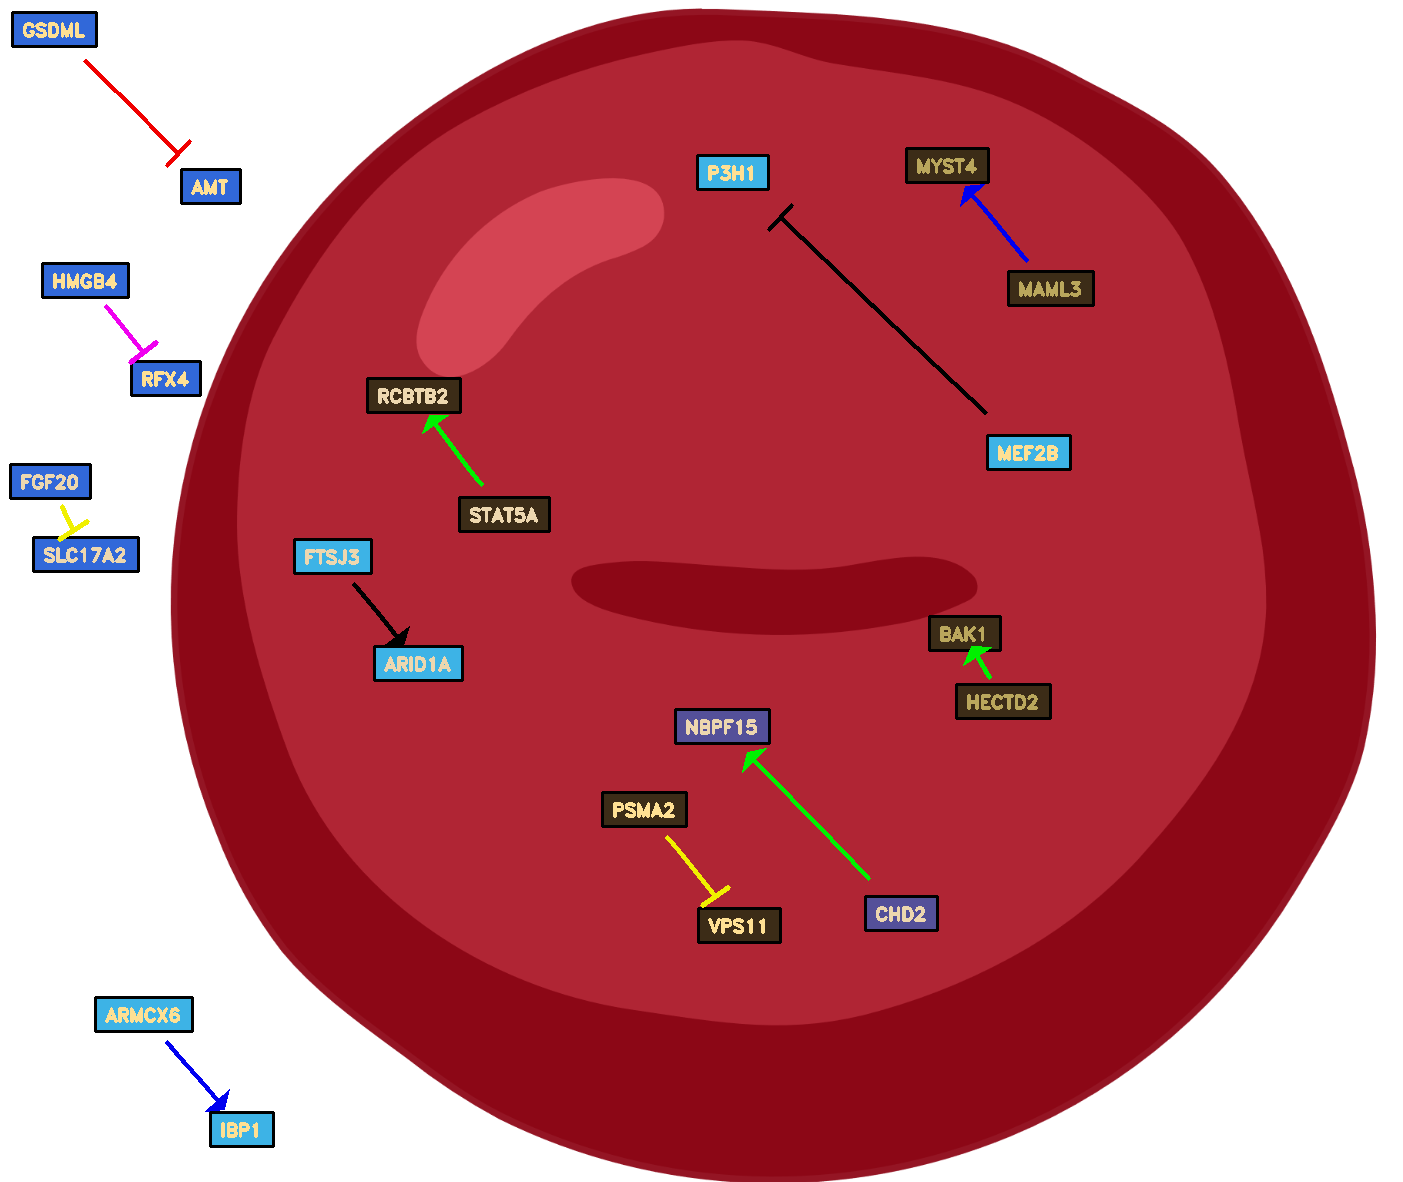 GSDML
AMT
P3H1
MYST4
HMGB4
MAML3
RFX4
RCBTB2
MEF2B
FGF20
STAT5A
SLC17A2
FTSJ3
BAK1
ARID1A
HECTD2
NBPF15
PSMA2
VPS11
CHD2
ARMCX6
IBP1